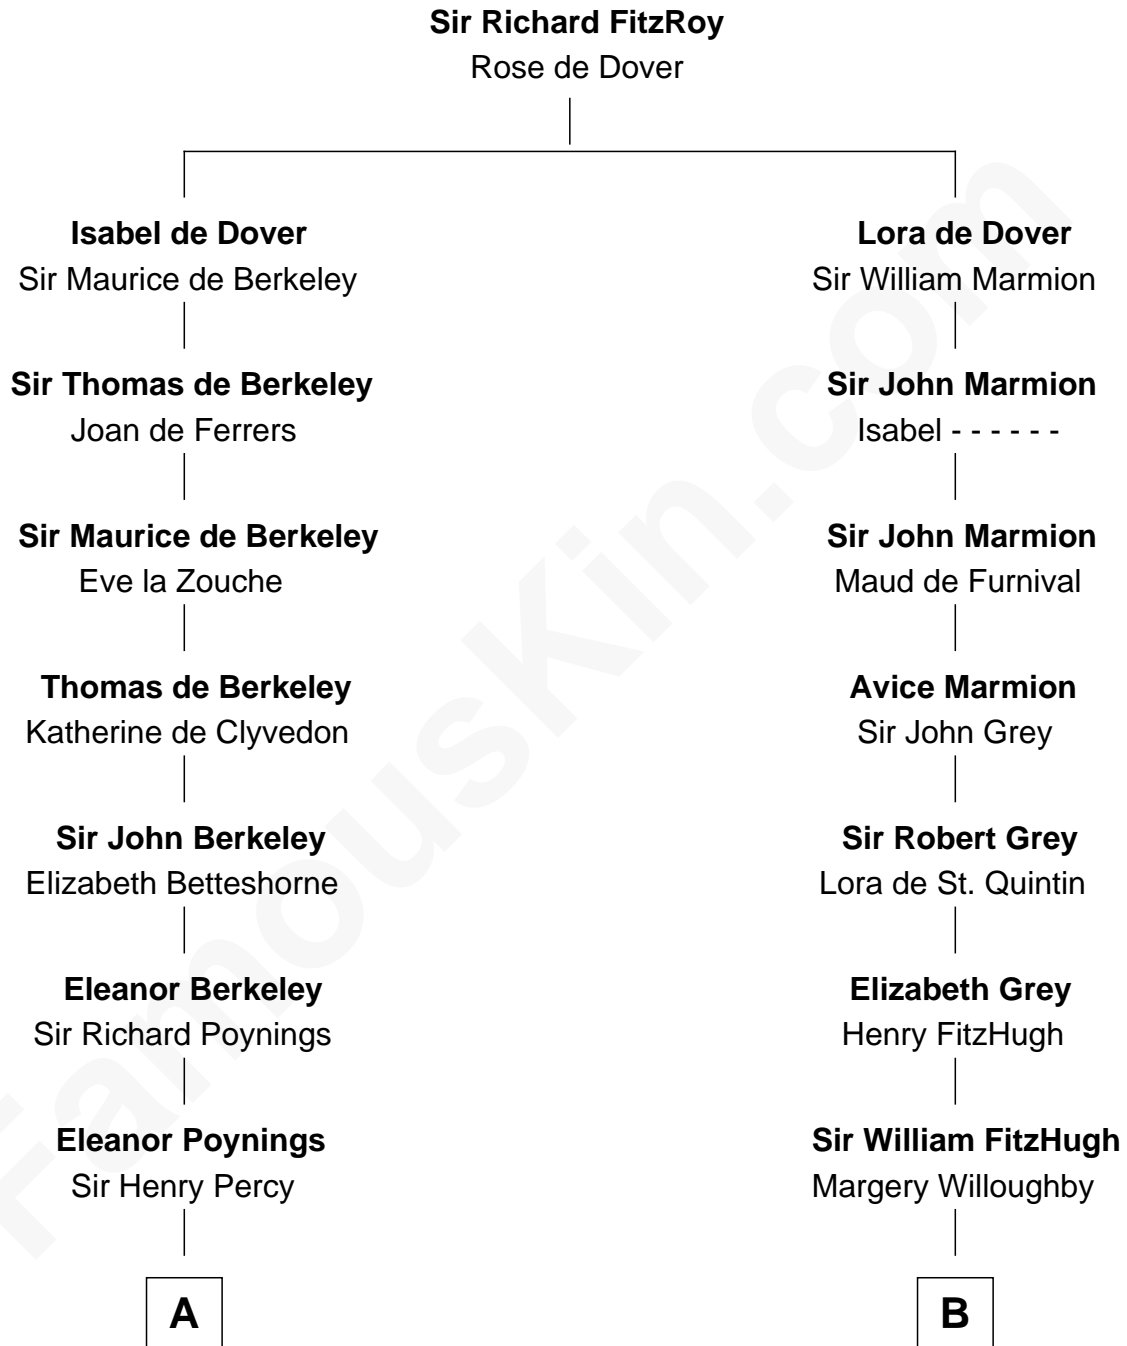 Sir Richard FitzRoy
Rose de Dover
Isabel de Dover
Sir Maurice de Berkeley
Lora de Dover
Sir William Marmion
Sir Thomas de Berkeley
Joan de Ferrers
Sir John Marmion
Isabel - - - - - -
Sir Maurice de Berkeley
Eve la Zouche
Sir John Marmion
Maud de Furnival
Thomas de Berkeley
Katherine de Clyvedon
Avice Marmion
Sir John Grey
Sir John Berkeley
Elizabeth Betteshorne
Sir Robert Grey
Lora de St. Quintin
Eleanor Berkeley
Sir Richard Poynings
Elizabeth Grey
Henry FitzHugh
Eleanor Poynings
Sir Henry Percy
Sir William FitzHugh
Margery Willoughby
A
B
FamousKin.com